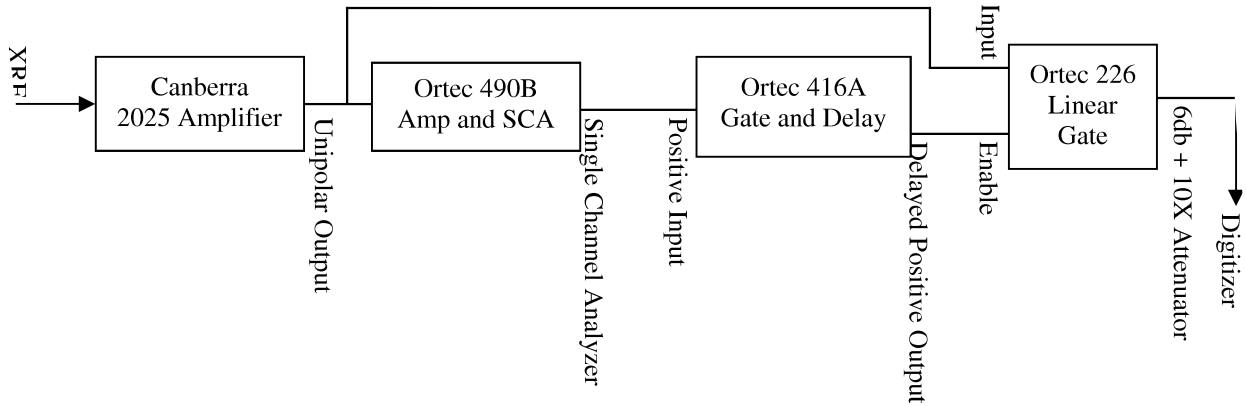 XRF
Canberra
2025 Amplifier
Unipolar Output
Ortec 490B
Amp and SCA
Single Channel Analyzer
Positive Input
Ortec 416A
Gate and Delay
Delayed Positive Output
Input
Enable
Ortec 226
Linear
Gate
6db + 10X Attenuator
Digitizer